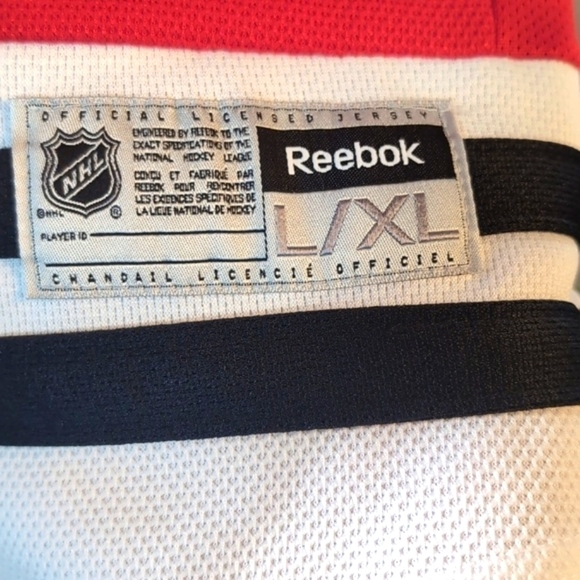 OFFICIAL LICENSED JERSEY
NHL
©NHL ®
ENGINEERED BY REEBOK TO THE
EXACT SPECIFICATIONS OF THE
NATIONAL HOCKEY LEAGUE
CONÇU ET FABRIQUÉ PAR
REEBOK POUR RENCONTRER
LES EXIGENCES SPÉCIFIQUES DE
LA LIGUE NATIONAL DE HOCKEY
PLAYER ID
Reebok
L/XL
CHANDAIL LICENCIÉ OFFICIEL